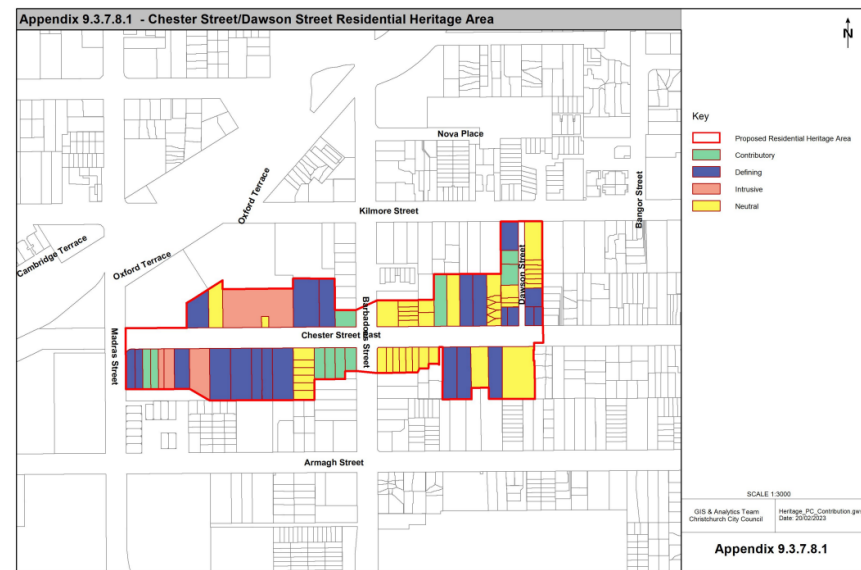 Appendix 9.3.7.8.1 - Chester Street/Dawson Street Residential Heritage Area
N
Key
Proposed Residential Heritage Area
Contributory
Defining
Intrusive
Neutral
Nova Place
Oxford Terrace
Kilmore Street
Bangor Street
Cambridge Terrace
Oxford Terrace
Dawson Street
Barbadoes Street
Chester Street East
Madras Street
Armagh Street
SCALE 1:3000
GIS & Analytics Team
Christchurch City Council
Heritage_PC_Contribution.gws
Date: 20/02/2023
Appendix 9.3.7.8.1